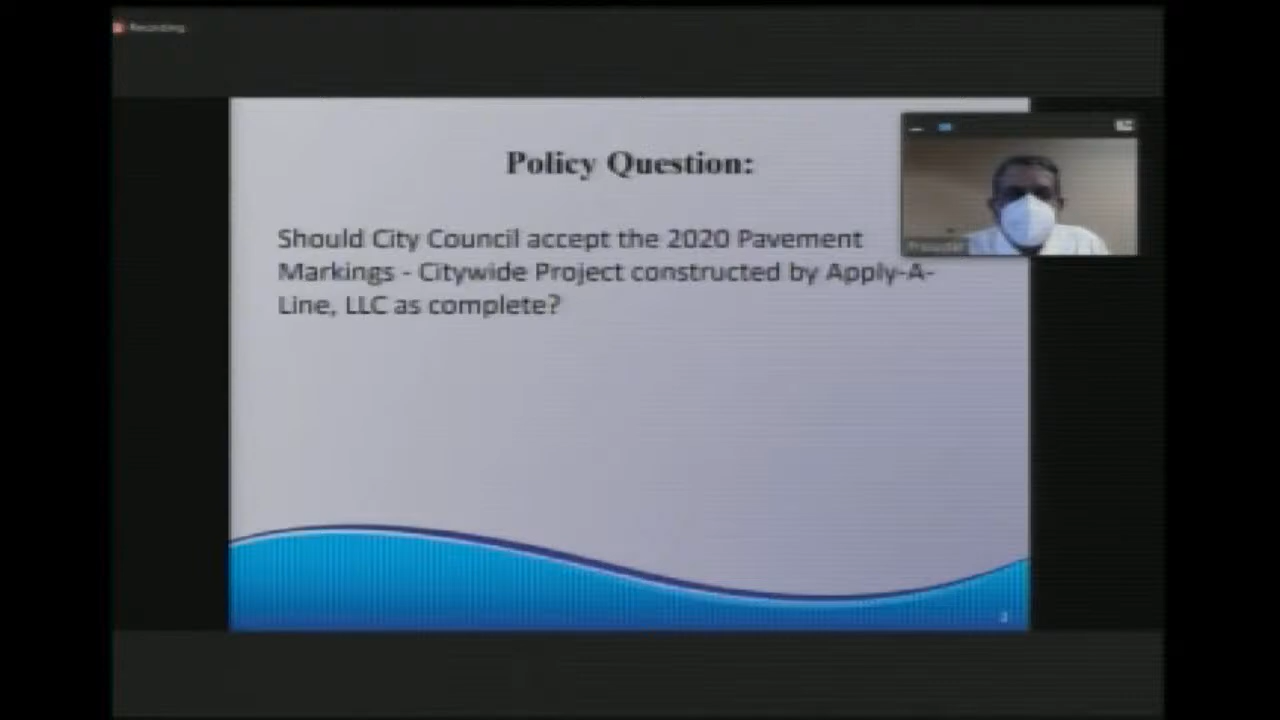 Recording
Policy Question:
Should City Council accept the 2020 Pavement
Markings - Citywide Project constructed by Apply-A-
Line, LLC as complete?